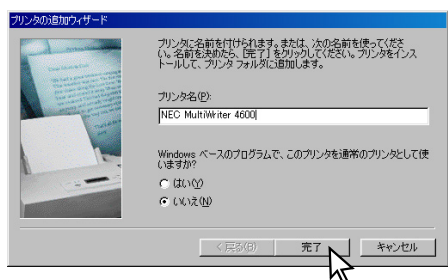 プリンタの追加ウィザード
プリンタに名前を付けられます。または、次の名前を使ってくださ
い。名前を決めたら、[完了] をクリックしてください。プリンタをインス
トールして、プリンタ フォルダに追加します。
プリンタ名(P):
NEC MultiWriter 4600
Windows ベースのプログラムで、このプリンタを通常のプリンタとして使
いますか?
はい(Y)
いいえ(N)
< 戻る(B)
完了
キャンセル